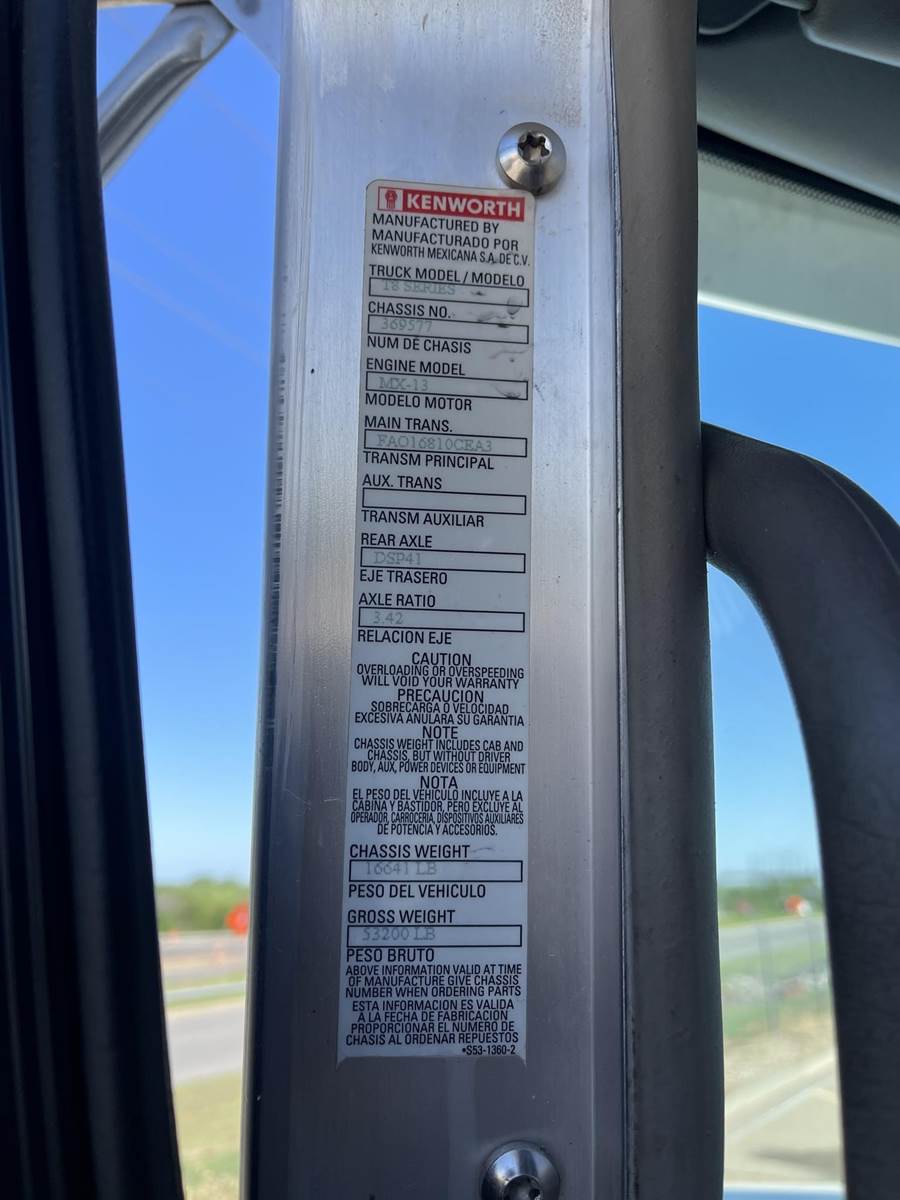 KENWORTH
MANUFACTURED BY
MANUFACTURADO POR
KENWORTH MEXICANA S.A. DE C.V.
TRUCK MODEL / MODELO
T8 SERIES
CHASSIS NO.
369577
NUM DE CHASIS
ENGINE MODEL
MX-13
MODELO MOTOR
MAIN TRANS.
FAO16810CEA3
TRANSM PRINCIPAL
AUX. TRANS
TRANSM AUXILIAR
REAR AXLE
DSP41
EJE TRASERO
AXLE RATIO
3.42
RELACION EJE
CAUTION
OVERLOADING OR OVERSPEEDING
WILL VOID YOUR WARRANTY
PRECAUCION
SOBRECARGA O VELOCIDAD
EXCESIVA ANULARA SU GARANTIA
NOTE
CHASSIS WEIGHT INCLUDES CAB AND
CHASSIS, BUT WITHOUT DRIVER
BODY, AUX, POWER DEVICES OR EQUIPMENT
NOTA
EL PESO DEL VEHICULO INCLUYE A LA
CABINA Y BASTIDOR, PERO EXCLUYE AL
OPERADOR, CARROCERIA, DISPOSITIVOS AUXILIARES
DE POTENCIA Y ACCESORIOS.
CHASSIS WEIGHT
16641 LB
PESO DEL VEHICULO
GROSS WEIGHT
53200 LB
PESO BRUTO
ABOVE INFORMATION VALID AT TIME
OF MANUFACTURE GIVE CHASSIS
NUMBER WHEN ORDERING PARTS
ESTA INFORMACION ES VALIDA
A LA FECHA DE FABRICACION
PROPORCIONAR EL NUMERO DE
CHASIS AL ORDENAR REPUESTOS
*S53-1360-2